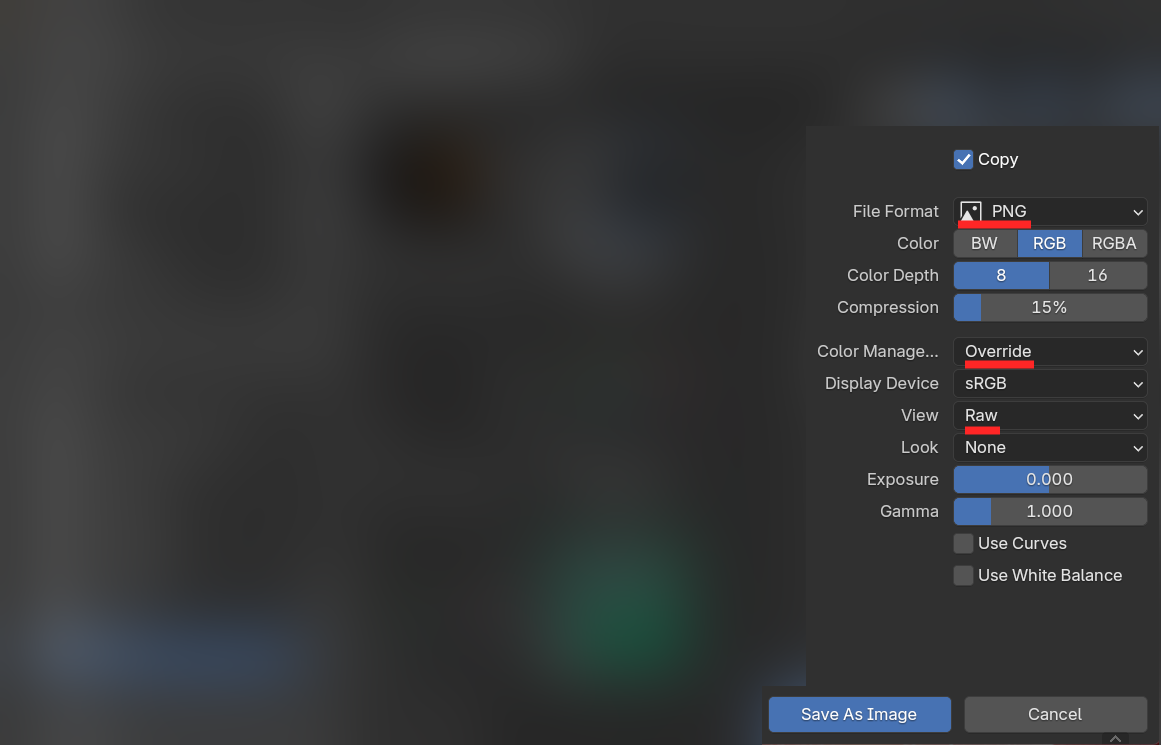 Copy
File Format PNG
Color BW RGB RGBA
Color Depth 8 16
Compression 15%
Color Manage... Override
Display Device sRGB
View Raw
Look None
Exposure 0.000
Gamma 1.000
Use Curves
Use White Balance
Save As Image Cancel